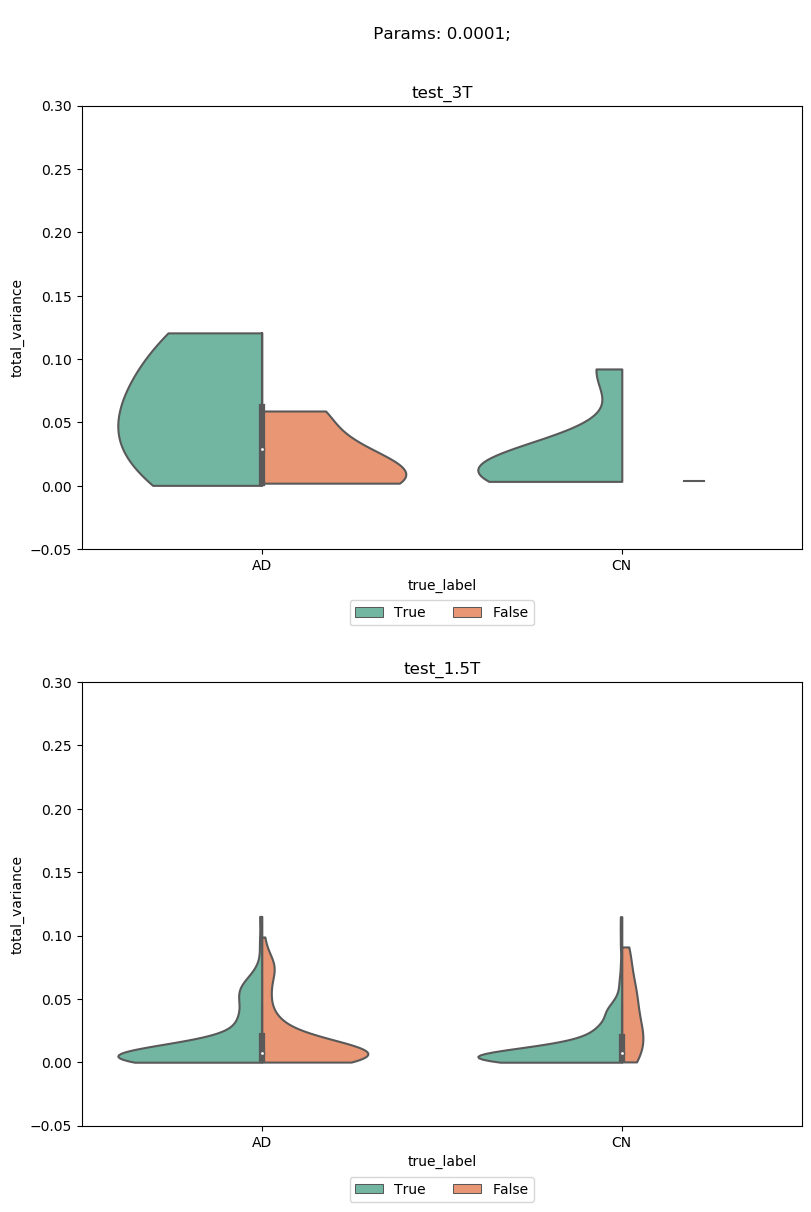 Params: 0.0001;
test_3T
0.30
0.25
0.20
0.15
0.10
0.05
0.00
−0.05
total_variance
AD
CN
true_label
True
False
test_1.5T
0.30
0.25
0.20
0.15
0.10
0.05
0.00
−0.05
total_variance
AD
CN
true_label
True
False